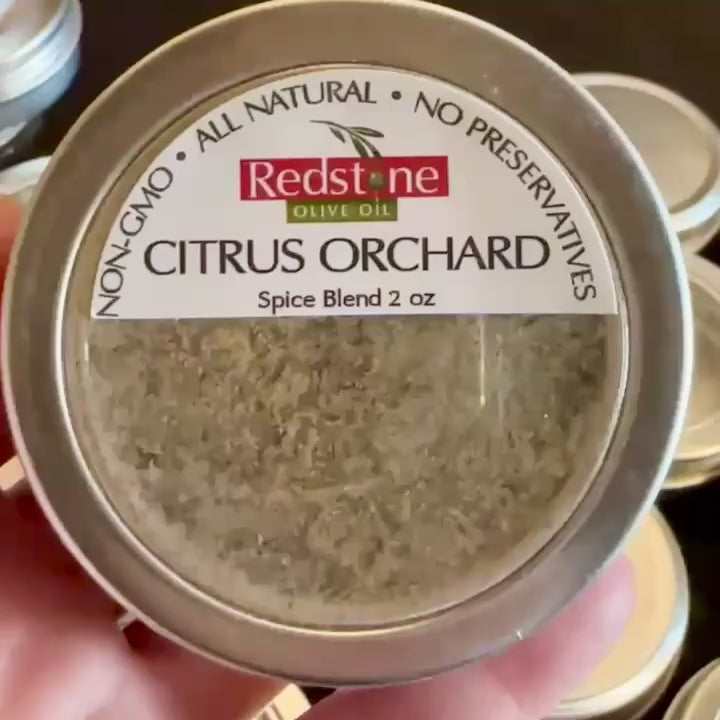 NON-GMO • ALL NATURAL • NO PRESERVATIVES
Redstone
OLIVE OIL
CITRUS ORCHARD
Spice Blend 2 oz